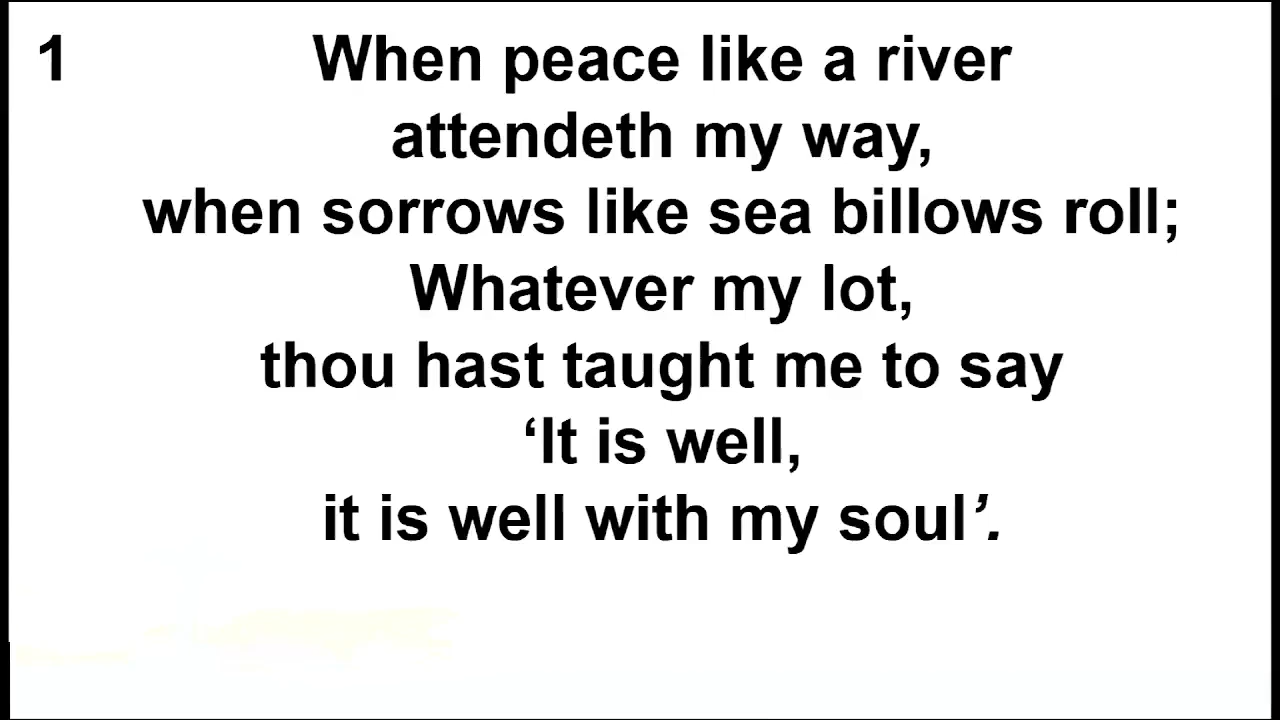 1 When peace like a river
attendeth my way,
when sorrows like sea billows roll;
Whatever my lot,
thou hast taught me to say
‘It is well,
it is well with my soul’.